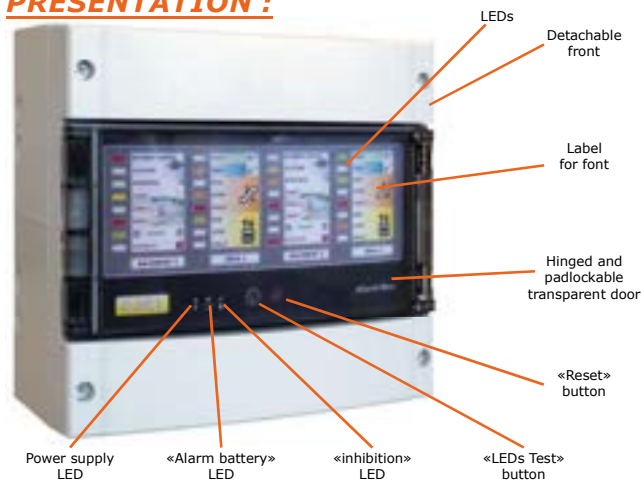 PRESENTATION :
LEDs
Detachable
front
Label
for font
Hinged and
padlockable
transparent door
«Reset»
button
Power supply
LED
«Alarm battery»
LED
«inhibition»
LED
«LEDs Test»
button